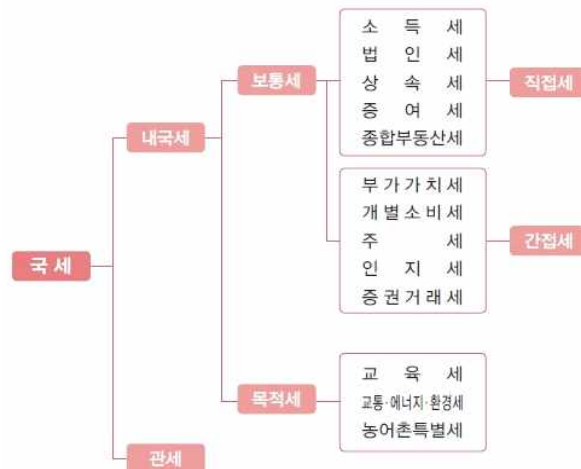 국 세
내국세
보통세
소 득 세
법 인 세
상 속 세
증 여 세
종합부동산세
직접세
부 가 가 치 세
개 별 소 비 세
주 세
인 지 세
증 권 거 래 세
간접세
목적세
교 육 세
교통·에너지·환경세
농어촌특별세
관세